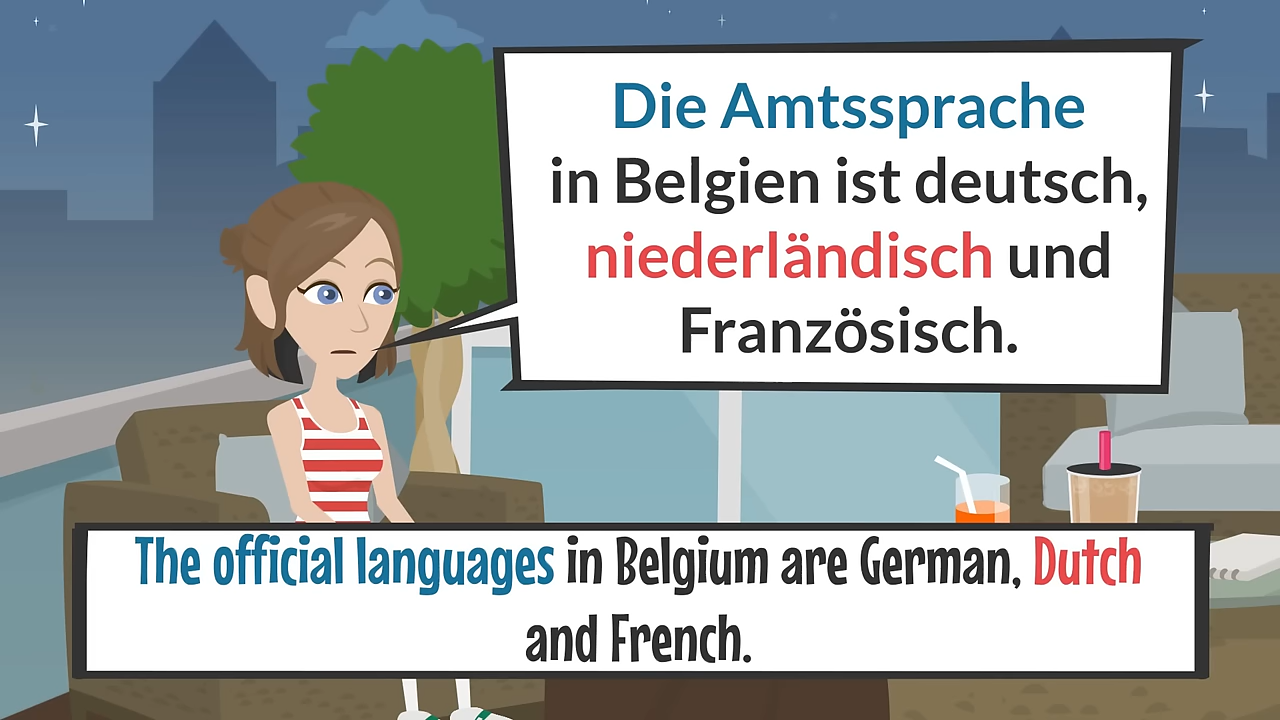 Die Amtssprache
in Belgien ist deutsch,
niederländisch und
Französisch.
The official languages in Belgium are German, Dutch
and French.